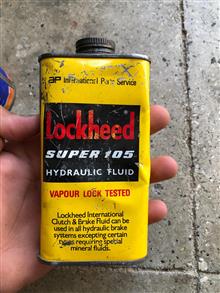 AP International Parts Service
Lockheed
SUPER 105
HYDRAULIC FLUID
VAPOUR LOCK TESTED
Lockheed International
Clutch & Brake Fluid can be
used in all hydraulic brake
systems excepting certain
types requiring special
mineral fluids.